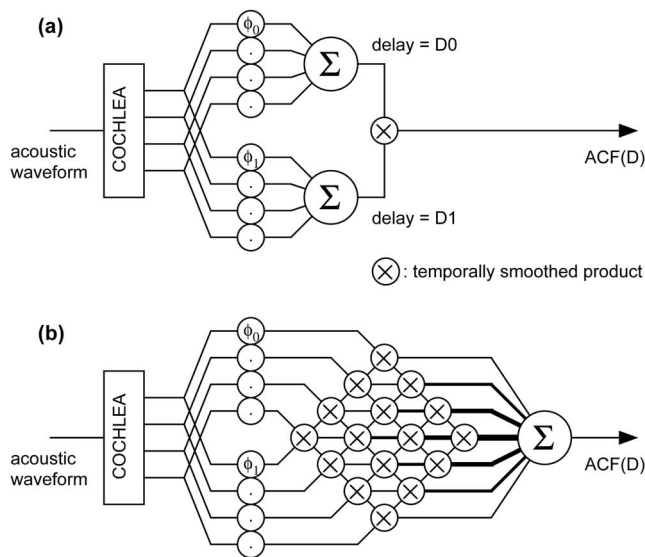 (a)
ϕ0
.
.
.
Σ
delay = D0
COCHLEA
acoustic
waveform
ϕ1
.
.
.
Σ
delay = D1
ACF(D)
: temporally smoothed product
(b)
ϕ0
.
.
.
COCHLEA
acoustic
waveform
ϕ1
.
.
.
Σ
ACF(D)